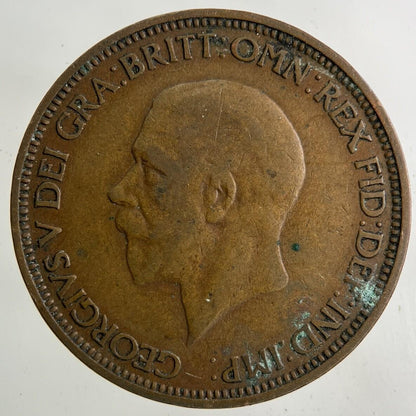 GEORGIVS V DEI GRA: BRITT: OMN: REX FID: DEF: IND: IMP: